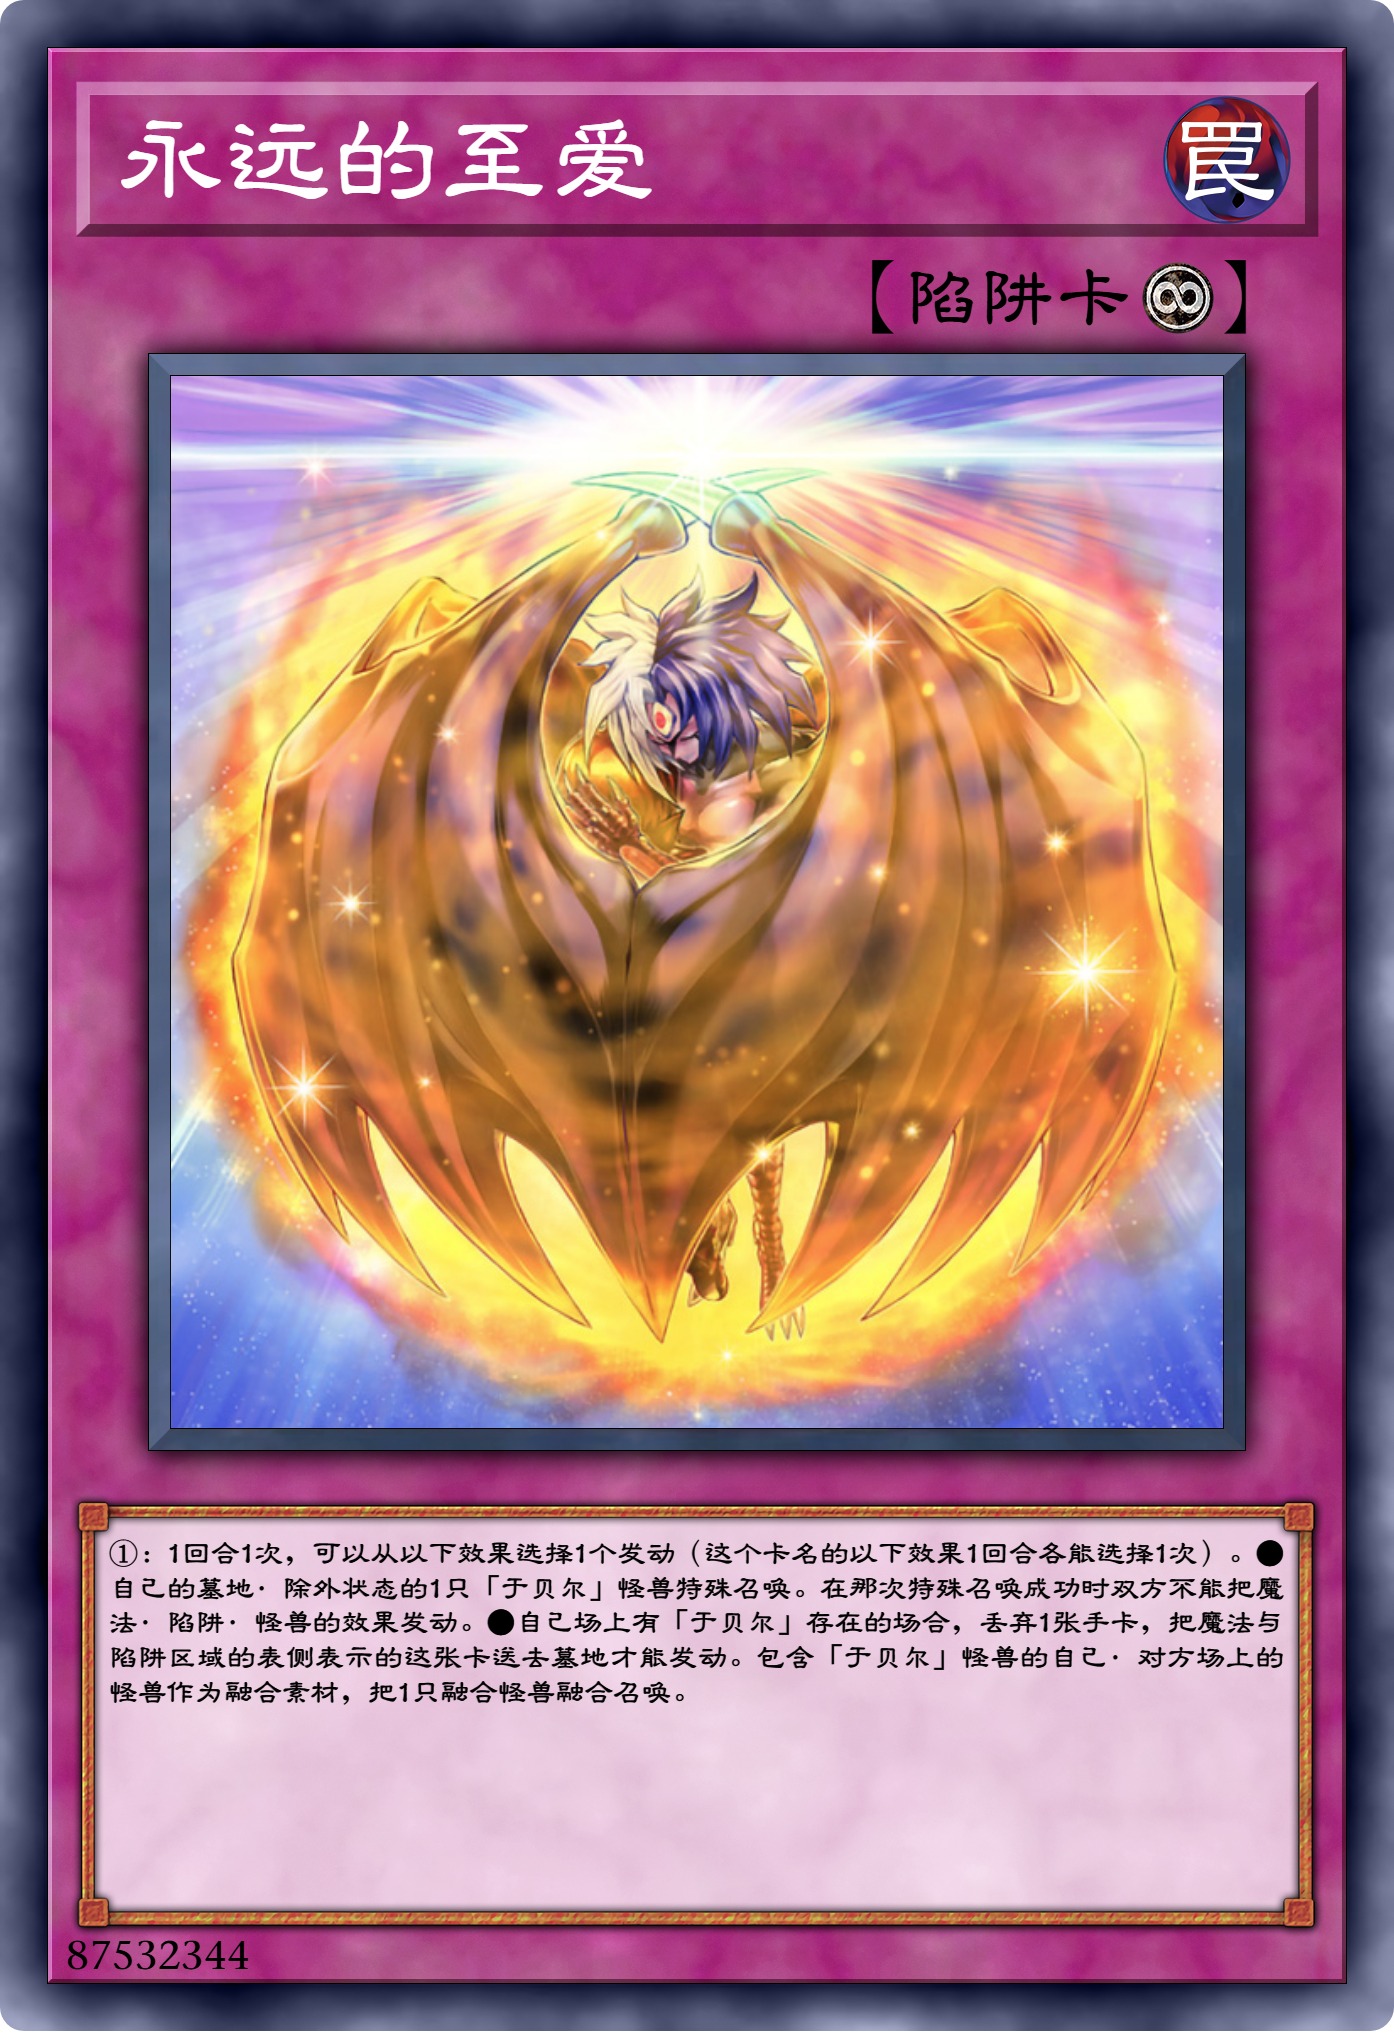 永远的至爱
罠
【陷阱卡♾】
①：1回合1次，可以从以下效果选择1个发动（这个卡名的以下效果1回合各能选择1次）。●
自己的墓地·除外状态的1只「于贝尔」怪兽特殊召唤。在那次特殊召唤成功时双方不能把魔
法·陷阱·怪兽的效果发动。●自己场上有「于贝尔」存在的场合，丢弃1张手卡，把魔法与
陷阱区域的表侧表示的这张卡送去墓地才能发动。包含「于贝尔」怪兽的自己·对方场上的
怪兽作为融合素材，把1只融合怪兽融合召唤。
87532344